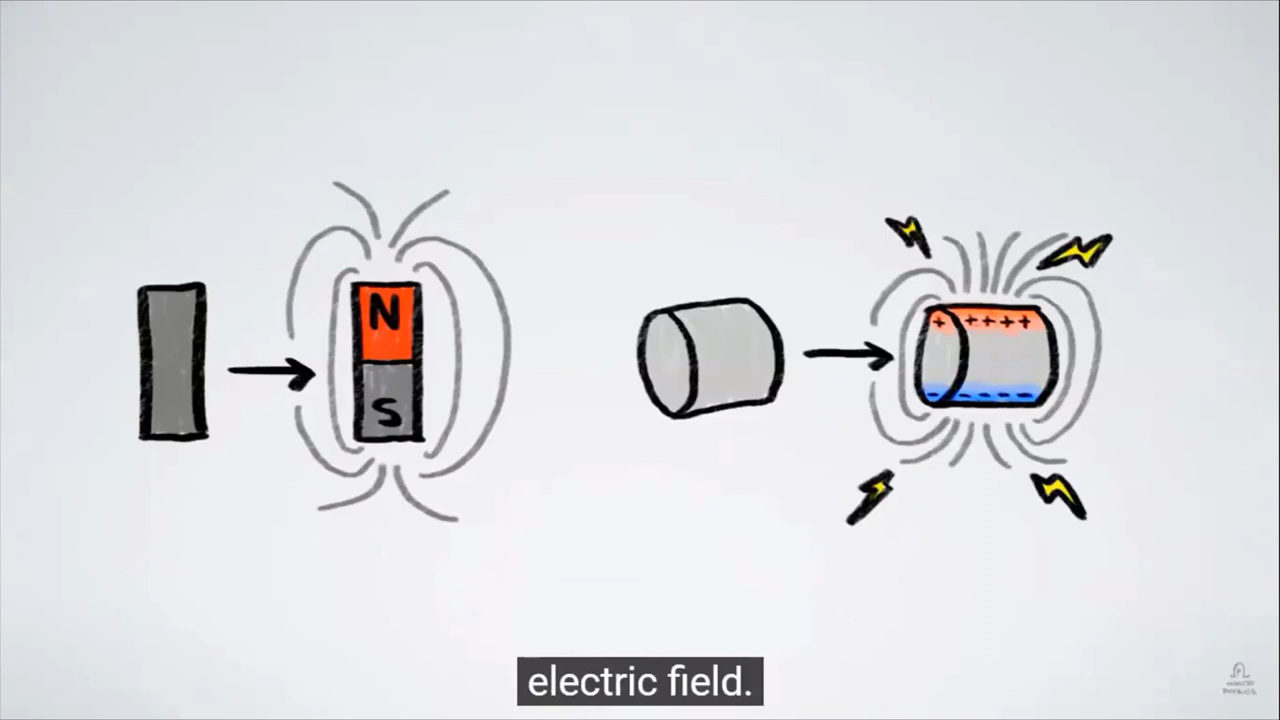 N
S
+ ++++
- - - - -
electric field.